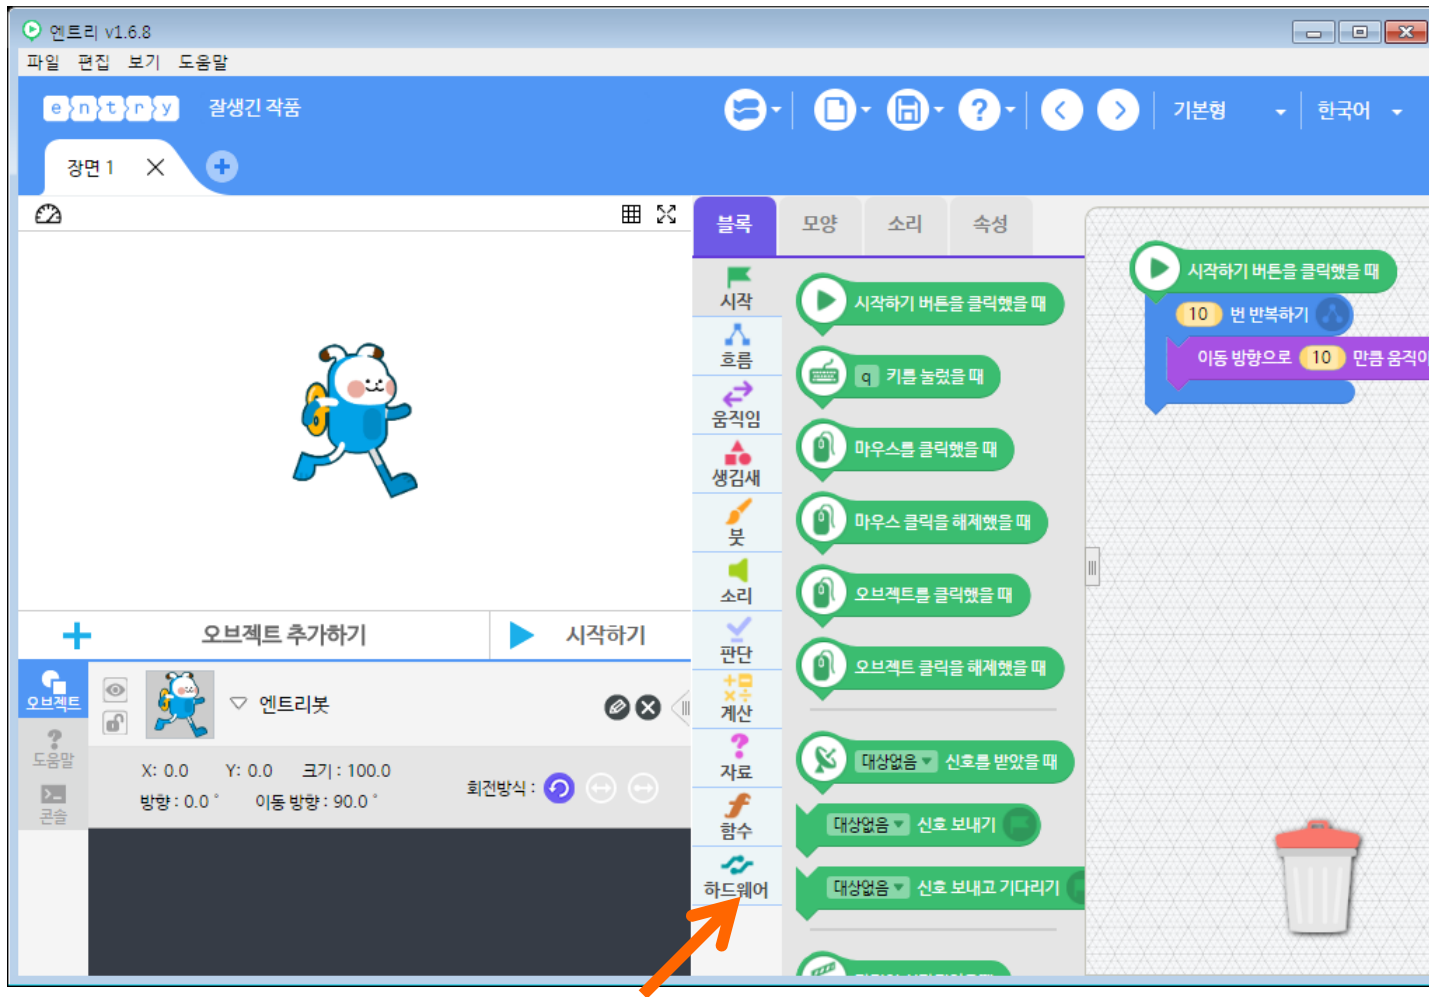 엔트리 v1.6.8
파일 편집 보기 도움말
entry 잘생긴 작품
기본형 한국어
장면 1
블록 모양 소리 속성
시작
흐름
움직임
생김새
붓
소리
판단
계산
자료
함수
하드웨어
시작하기 버튼을 클릭했을 때
q 키를 눌렀을 때
마우스를 클릭했을 때
마우스 클릭을 해제했을 때
오브젝트를 클릭했을 때
오브젝트 클릭을 해제했을 때
대상없음 신호를 받았을 때
대상없음 신호 보내기
대상없음 신호 보내고 기다리기
시작하기 버튼을 클릭했을 때
10 번 반복하기
이동 방향으로 10 만큼 움직이
오브젝트 추가하기 시작하기
오브젝트
도움말
콘솔
엔트리봇
X: 0.0 Y: 0.0 크기 : 100.0
방향 : 0.0 ° 이동 방향 : 90.0 °
회전방식 :